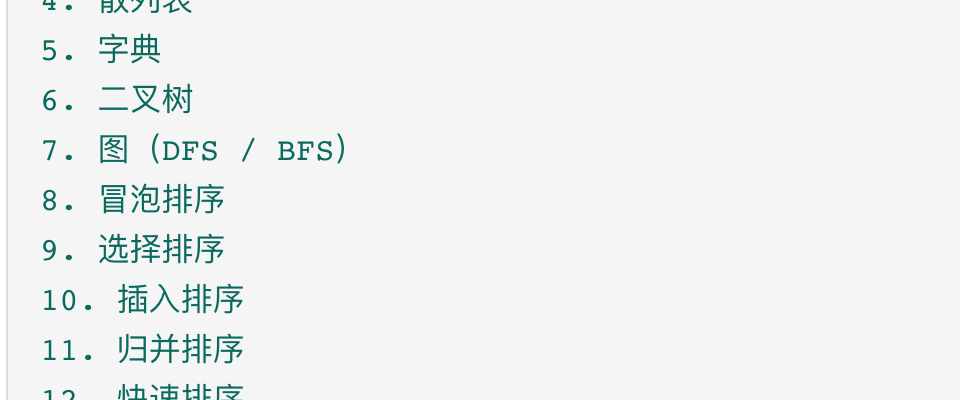 4. 散列表
5. 字典
6. 二叉树
7. 图（DFS / BFS）
8. 冒泡排序
9. 选择排序
10. 插入排序
11. 归并排序
12. 快速排序